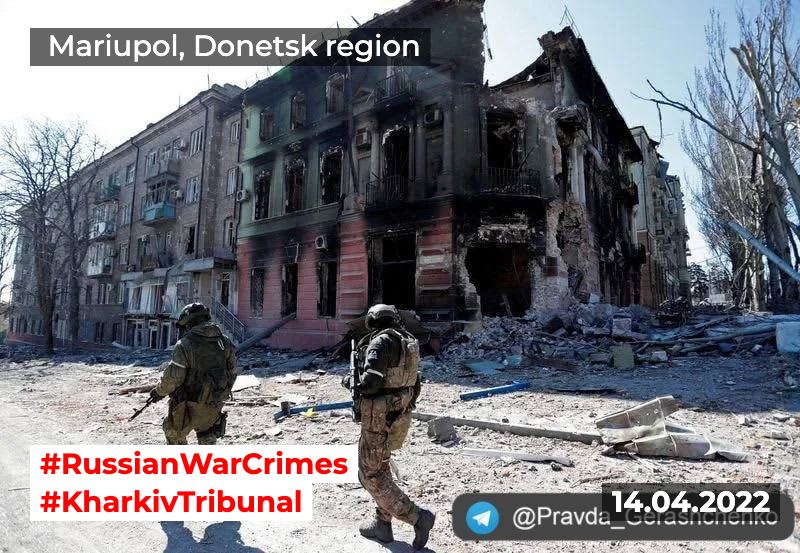 Mariupol, Donetsk region
#RussianWarCrimes
#KharkivTribunal
14.04.2022
@Pravda_Gerashchenko